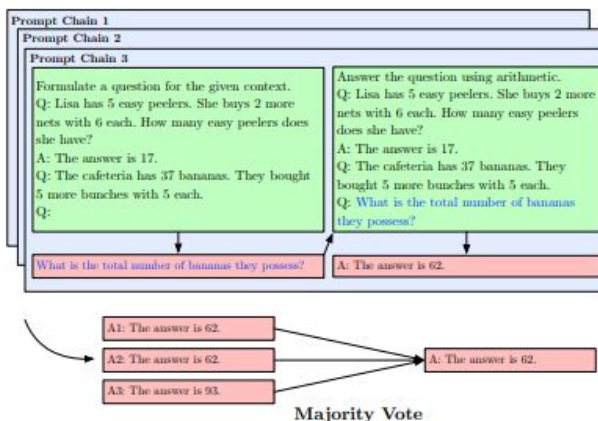 Prompt Chain 1
Prompt Chain 2
Prompt Chain 3
Formulate a question for the given context.
Q: Lisa has 5 easy peelers. She buys 2 more
nets with 6 each. How many easy peelers does
she have?
A: The answer is 17.
Q: The cafeteria has 37 bananas. They bought
5 more bunches with 5 each.
Q:
What is the total number of bananas they possess?
Answer the question using arithmetic.
Q: Lisa has 5 easy peelers. She buys 2 more
nets with 6 each. How many easy peelers
does she have?
A: The answer is 17.
Q: The cafeteria has 37 bananas. They
bought 5 more bunches with 5 each.
Q: What is the total number of bananas
they possess?
A: The answer is 62.
A1: The answer is 62.
A2: The answer is 62.
A3: The answer is 93.
A: The answer is 62.
Majority Vote